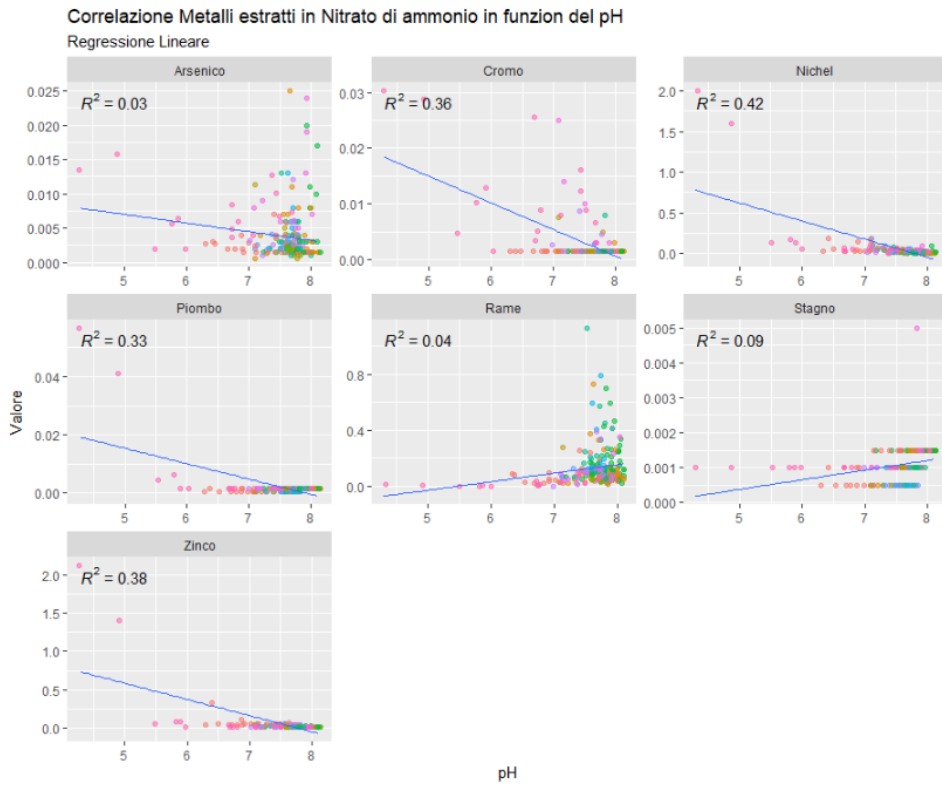 Correlazione Metalli estratti in Nitrato di ammonio in funzion del pH
Regressione Lineare
Arsenico
Cromo
Nichel
R² = 0.03
R² = 0.36
R² = 0.42
0.025
0.020
0.015
0.010
0.005
0.000
0.03
0.02
0.01
0.00
2.0
1.5
1.0
0.5
0.0
5 6 7 8
5 6 7 8
5 6 7 8
Piombo
Rame
Stagno
R² = 0.33
R² = 0.04
R² = 0.09
0.04
0.02
0.00
0.8
0.4
0.0
0.005
0.004
0.003
0.002
0.001
0.000
5 6 7 8
5 6 7 8
5 6 7 8
Valore
Zinco
R² = 0.38
2.0
1.5
1.0
0.5
0.0
5 6 7 8
pH